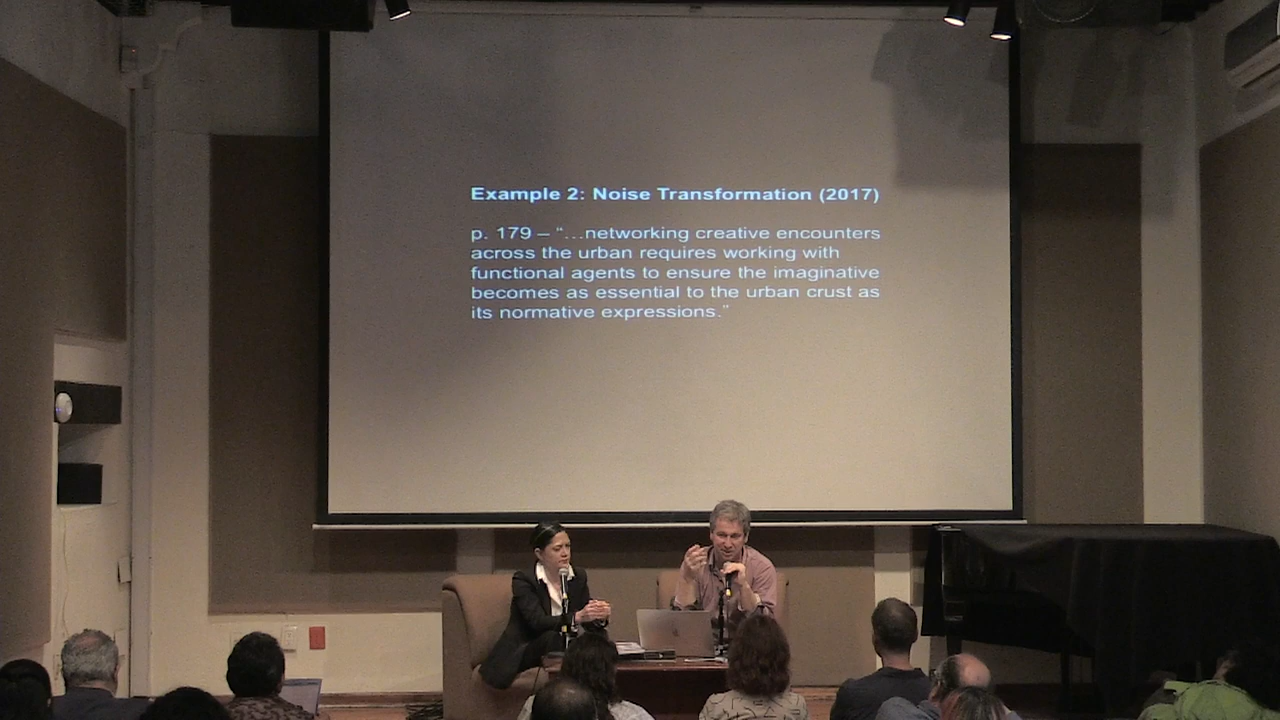 Example 2: Noise Transformation (2017)
p. 179 – “…networking creative encounters
across the urban requires working with
functional agents to ensure the imaginative
becomes as essential to the urban crust as
its normative expressions.”